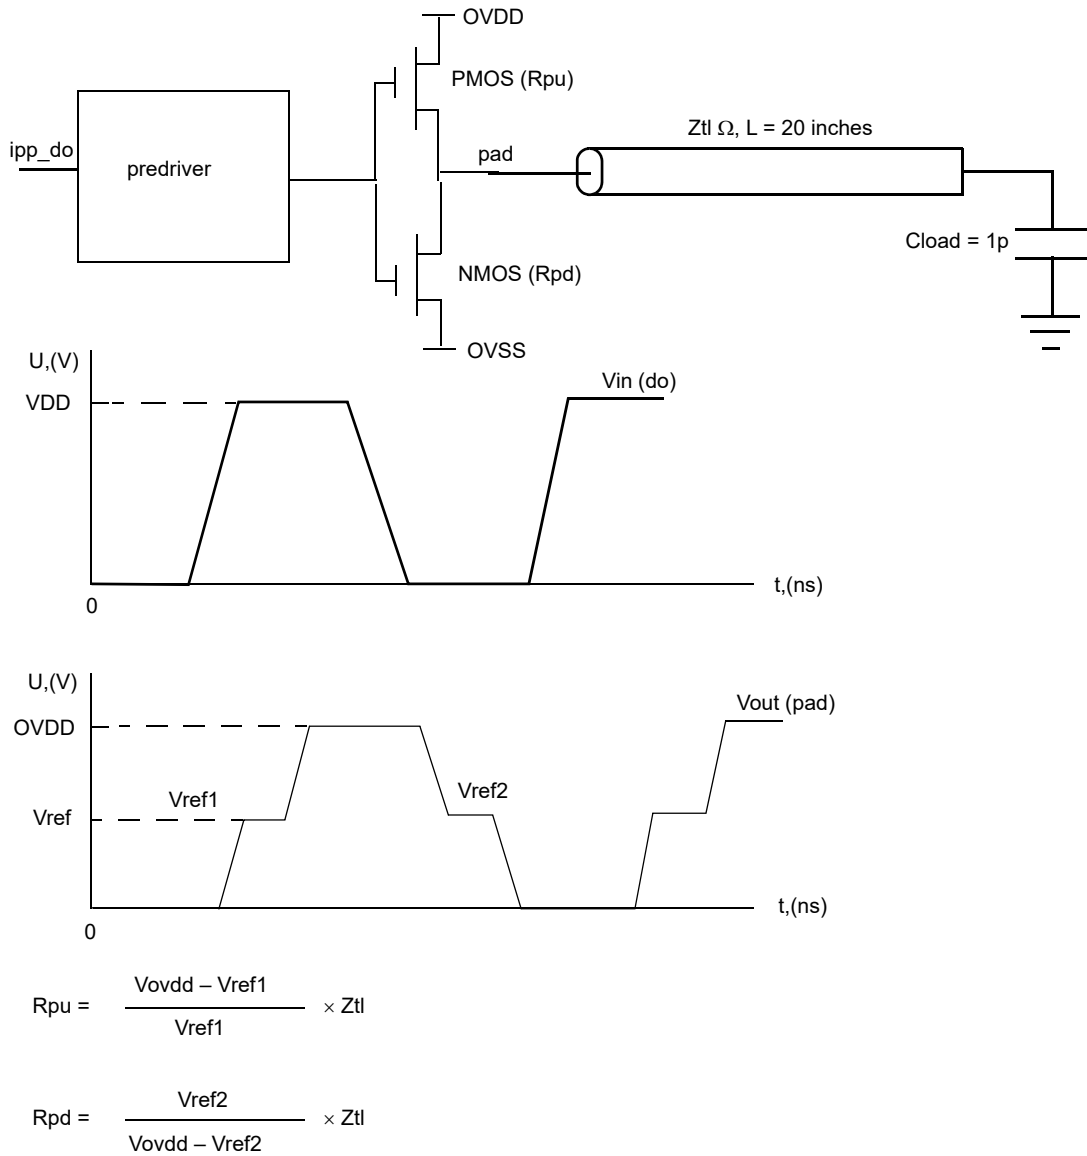 OVDD
PMOS (Rpu)
Ztl Ω, L = 20 inches
ipp_do
predriver
pad
Cload = 1p
NMOS (Rpd)
OVSS
U,(V)
VDD
Vin (do)
t,(ns)
0
U,(V)
OVDD
Vout (pad)
Vref1
Vref2
Vref
t,(ns)
0
Vovdd – Vref1
Rpu = × Ztl
Vref1
Vref2
Rpd = × Ztl
Vovdd – Vref2